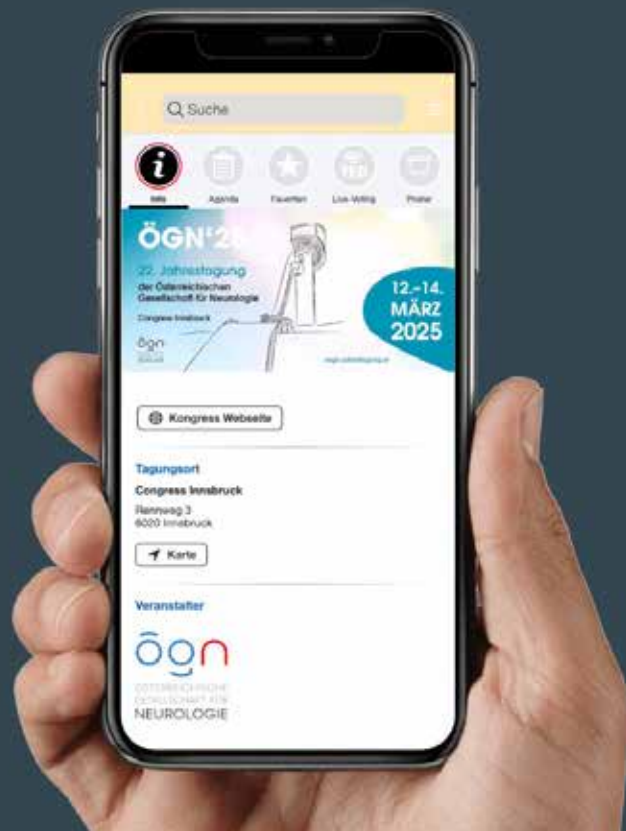 Suche
Info
Agenda
Favoriten
Live-Voting
Poster
ÖGN'25
22. Jahrestagung
der Österreichischen
Gesellschaft für Neurologie
Congress Innsbruck
12.–14.
MÄRZ
2025
ögn
Kongress Webseite
Tagungsort
Congress Innsbruck
Rennweg 3
6020 Innsbruck
Karte
Veranstalter
ögn
ÖSTERREICHISCHE
GESELLSCHAFT FÜR
NEUROLOGIE